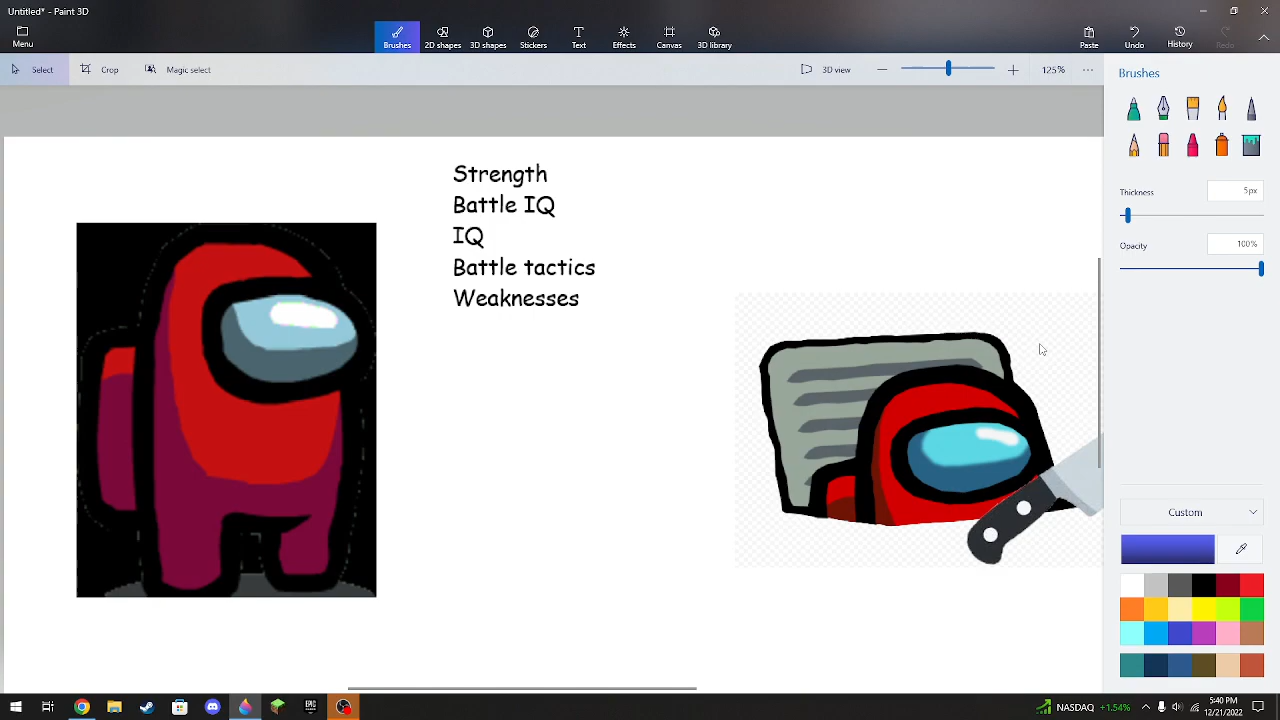 Untitled* - Paint 3D
Menu
Brushes
2D shapes
3D shapes
Stickers
Text
Effects
Canvas
3D library
Paste
Undo
History
Redo
Select
Crop
Magic select
3D view
125%
Brushes
Thickness
5px
Opacity
100%
Custom
Strength
Battle IQ
IQ
Battle tactics
Weaknesses
EPIC
NASDAQ +1.54%
5:40 PM
12/21/2022